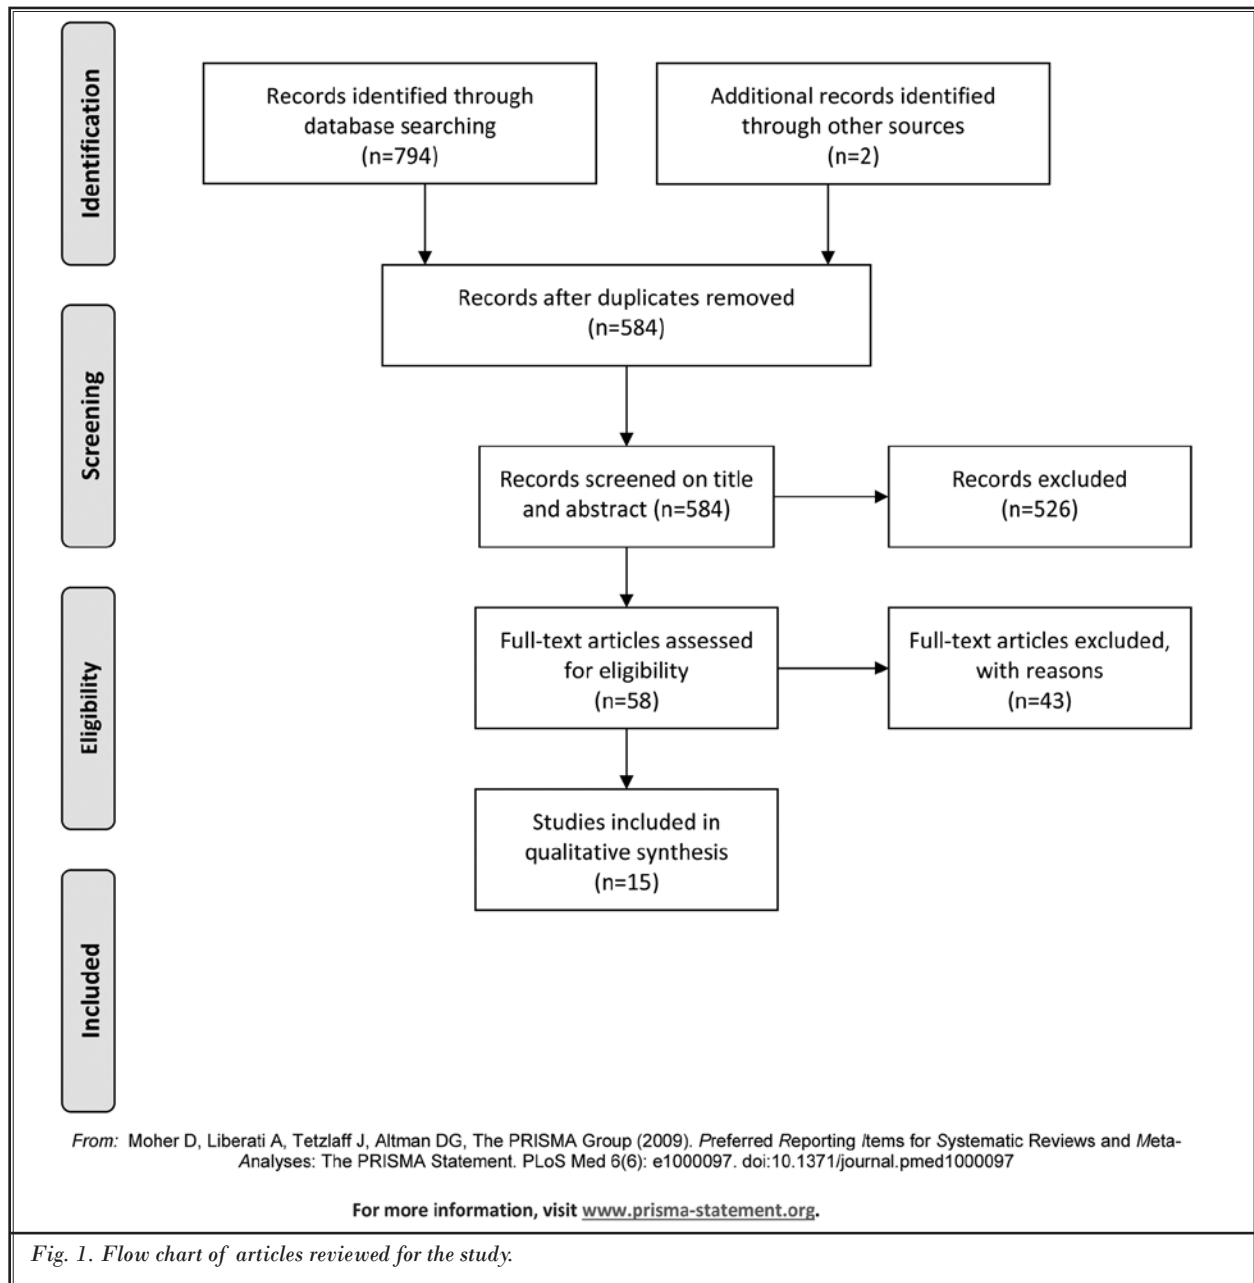 Identification
Records identified through
database searching
(n=794)
Additional records identified
through other sources
(n=2)
Records after duplicates removed
(n=584)
Screening
Records screened on title
and abstract (n=584)
Records excluded
(n=526)
Eligibility
Full-text articles assessed
for eligibility
(n=58)
Full-text articles excluded,
with reasons
(n=43)
Studies included in
qualitative synthesis
(n=15)
Included
From: Moher D, Liberati A, Tetzlaff J, Altman DG, The PRISMA Group (2009). Preferred Reporting Items for Systematic Reviews and Meta-
Analyses: The PRISMA Statement. PLoS Med 6(6): e1000097. doi:10.1371/journal.pmed1000097
For more information, visit www.prisma-statement.org.
Fig. 1. Flow chart of articles reviewed for the study.